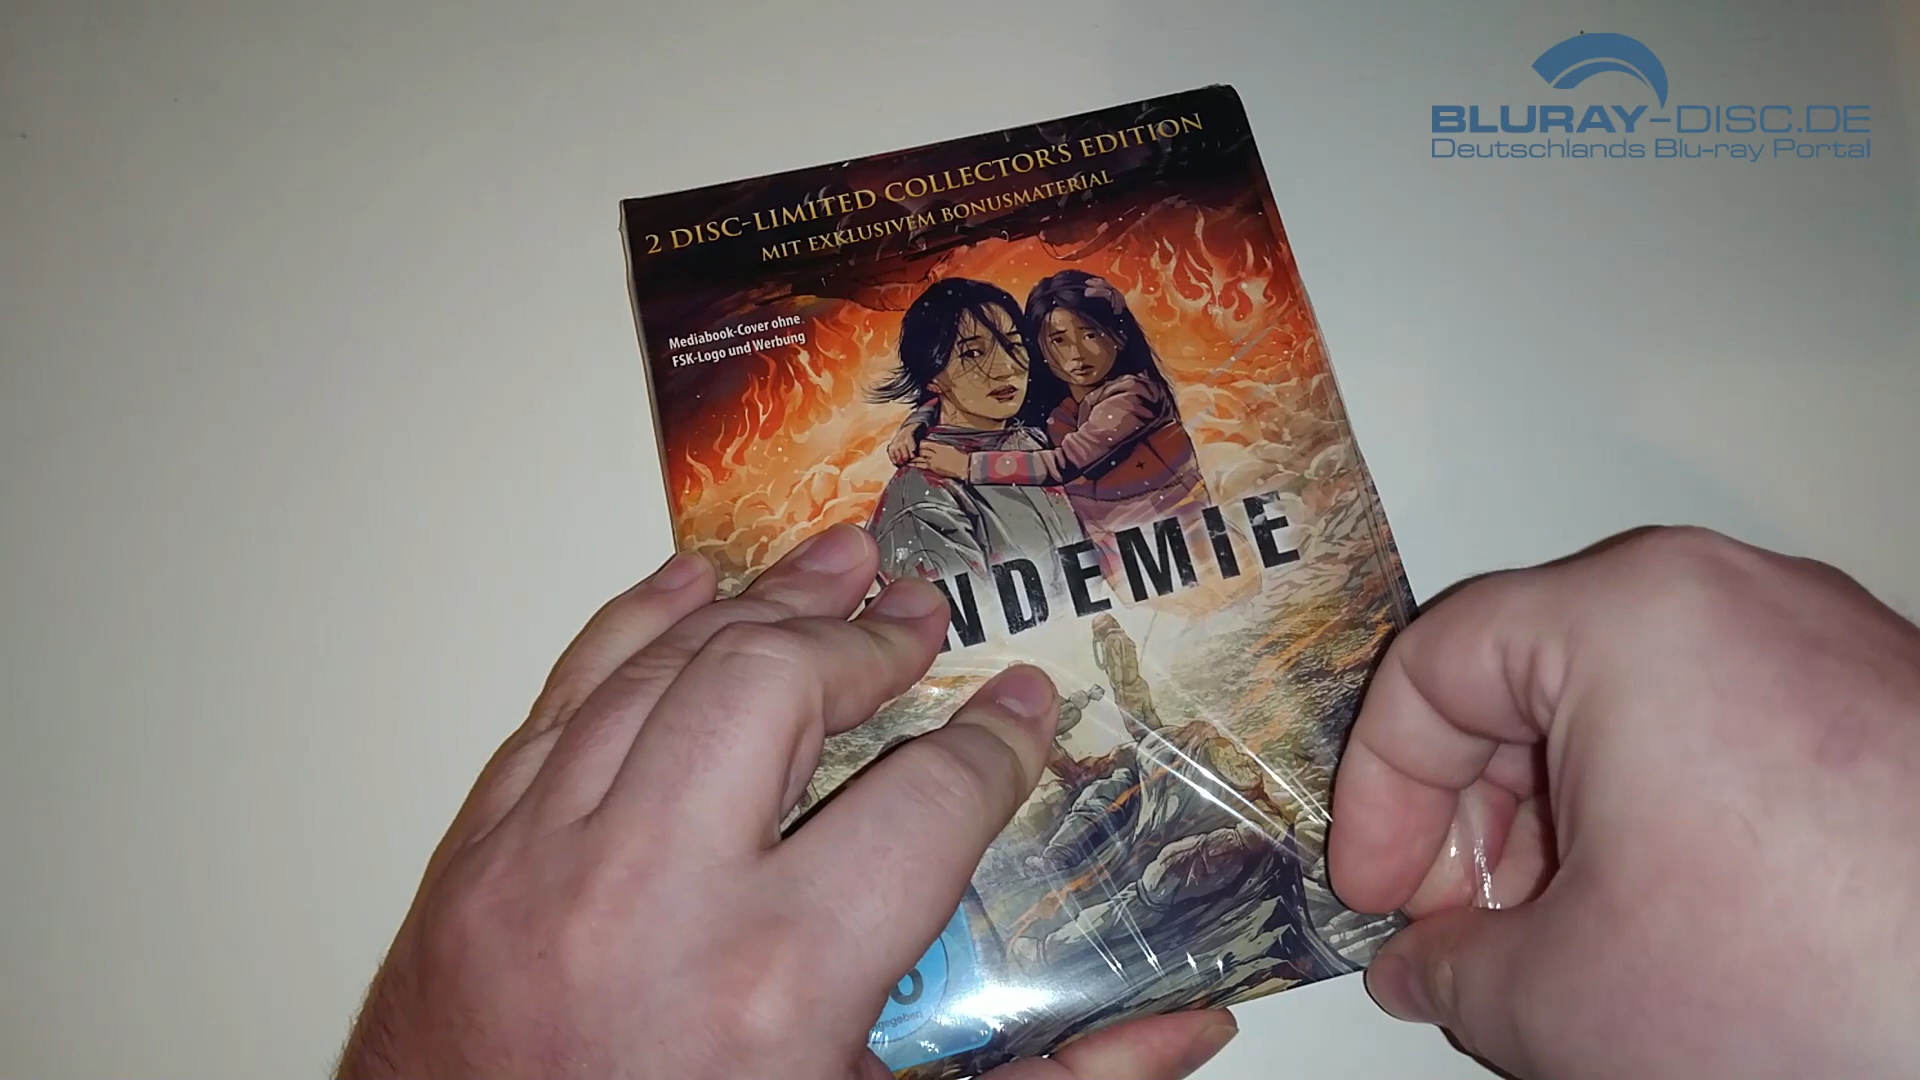 BLURAY-DISC.DE
Deutschlands Blu-ray Portal
2 DISC-LIMITED COLLECTOR'S EDITION
MIT EXKLUSIVEM BONUSMATERIAL
Mediabook-Cover ohne
FSK-Logo und Werbung
NDEMIE